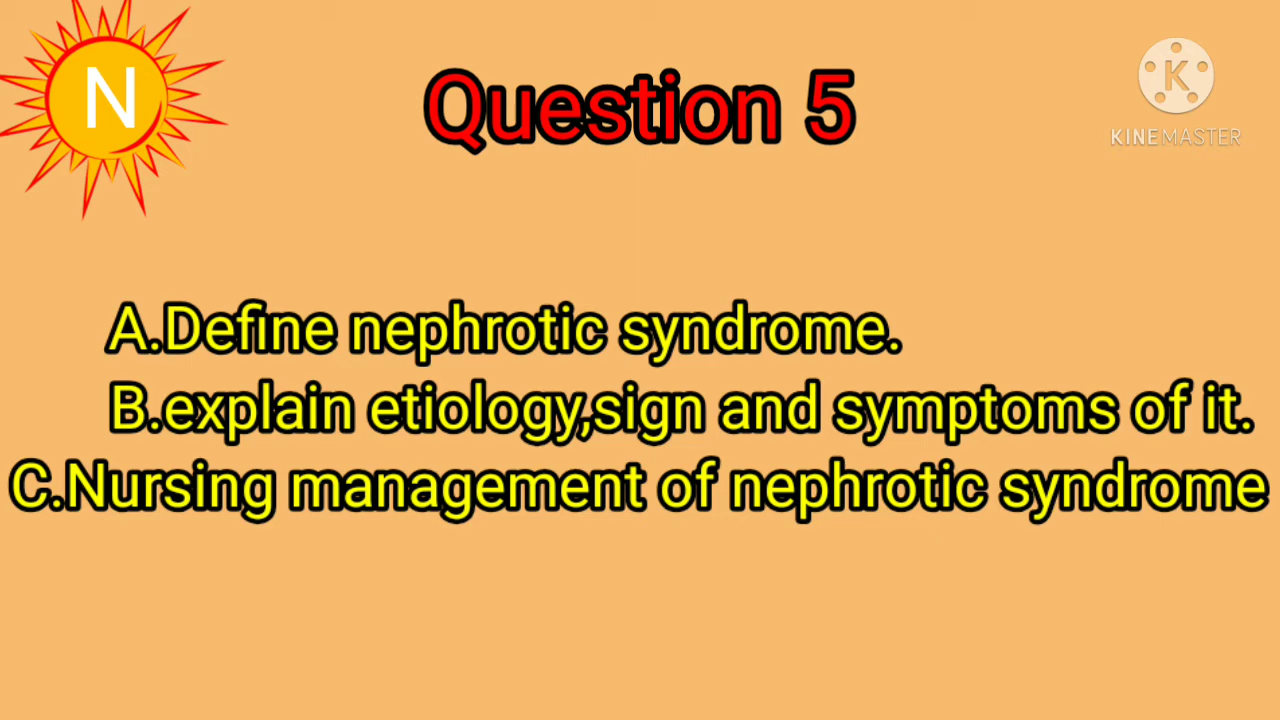 N
Question 5
KINEMASTER
A.Define nephrotic syndrome.
B.explain etiology,sign and symptoms of it.
C.Nursing management of nephrotic syndrome